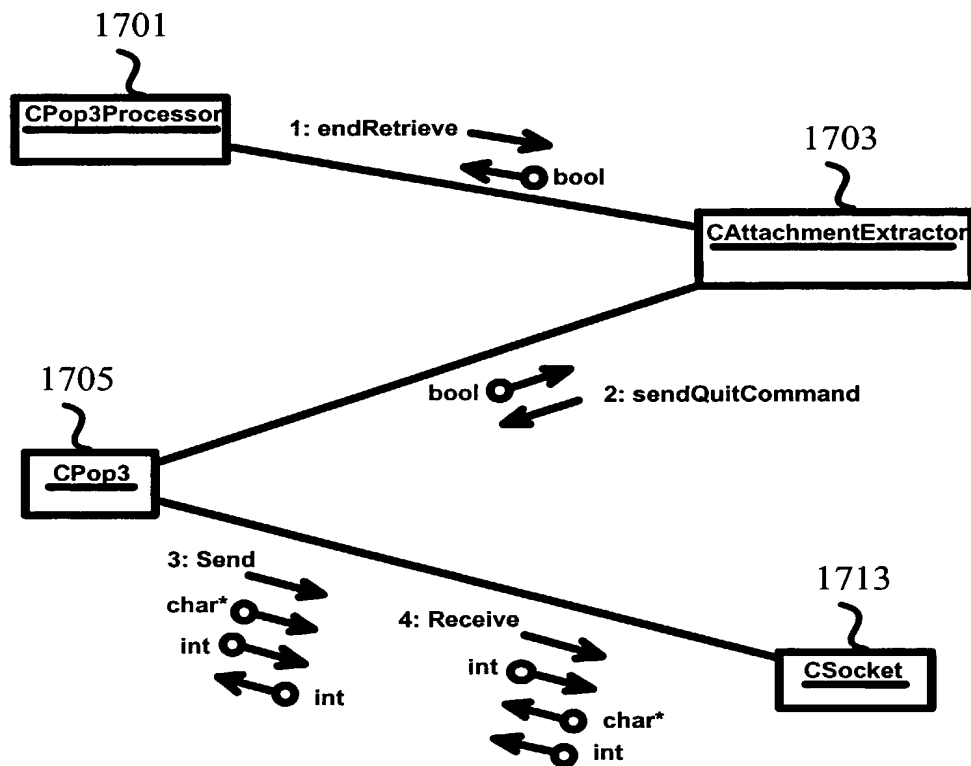 1701
CPop3Processor
1: endRetrieve
bool
1703
CAttachmentExtractor
1705
bool
2: sendQuitCommand
CPop3
3: Send
char*
int
int
4: Receive
int
char*
int
1713
CSocket